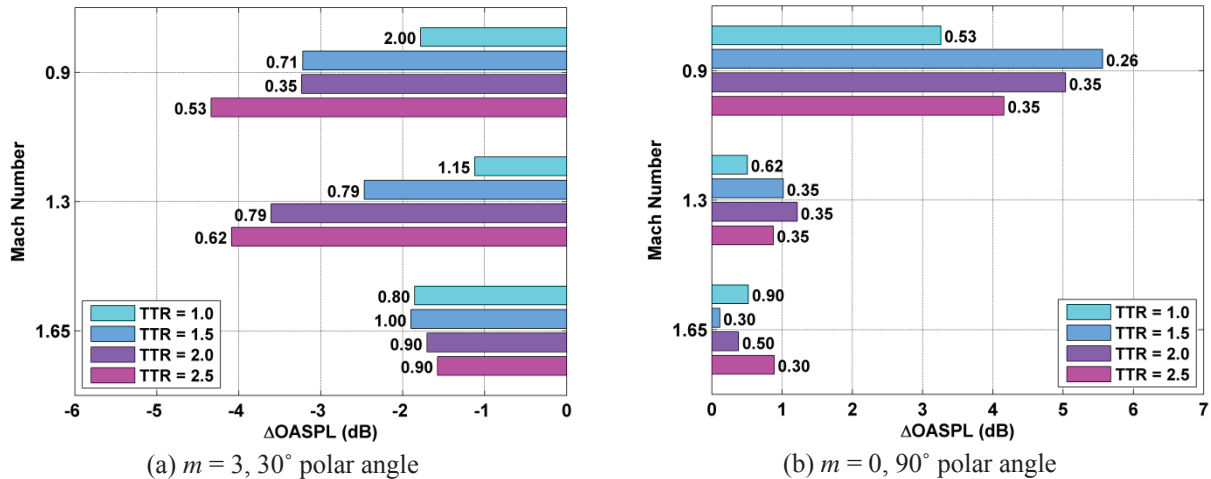 2.00
0.71
0.35
0.53
1.15
0.79
0.79
0.62
0.80
1.00
0.90
0.90
0.9
1.3
1.65
Mach Number
TTR = 1.0
TTR = 1.5
TTR = 2.0
TTR = 2.5
-6 -5 -4 -3 -2 -1 0
ΔOASPL (dB)
(a) m = 3, 30° polar angle
0.53
0.26
0.35
0.35
0.62
0.35
0.35
0.35
0.90
0.30
0.50
0.30
0.9
1.3
1.65
Mach Number
TTR = 1.0
TTR = 1.5
TTR = 2.0
TTR = 2.5
0 1 2 3 4 5 6 7
ΔOASPL (dB)
(b) m = 0, 90° polar angle